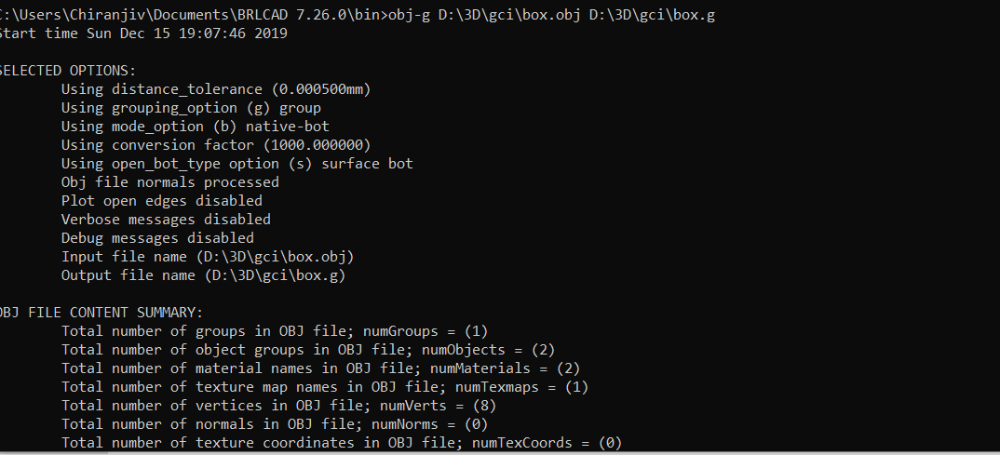 C:\Users\Chiranjiv\Documents\BRLCAD 7.26.0\bin>obj-g D:\3D\gci\box.obj D:\3D\gci\box.g
Start time Sun Dec 15 19:07:46 2019
SELECTED OPTIONS:
Using distance_tolerance (0.000500mm)
Using grouping_option (g) group
Using mode_option (b) native-bot
Using conversion factor (1000.000000)
Using open_bot_type option (s) surface bot
Obj file normals processed
Plot open edges disabled
Verbose messages disabled
Debug messages disabled
Input file name (D:\3D\gci\box.obj)
Output file name (D:\3D\gci\box.g)
OBJ FILE CONTENT SUMMARY:
Total number of groups in OBJ file; numGroups = (1)
Total number of object groups in OBJ file; numObjects = (2)
Total number of material names in OBJ file; numMaterials = (2)
Total number of texture map names in OBJ file; numTexmaps = (1)
Total number of vertices in OBJ file; numVerts = (8)
Total number of normals in OBJ file; numNorms = (0)
Total number of texture coordinates in OBJ file; numTexCoords = (0)